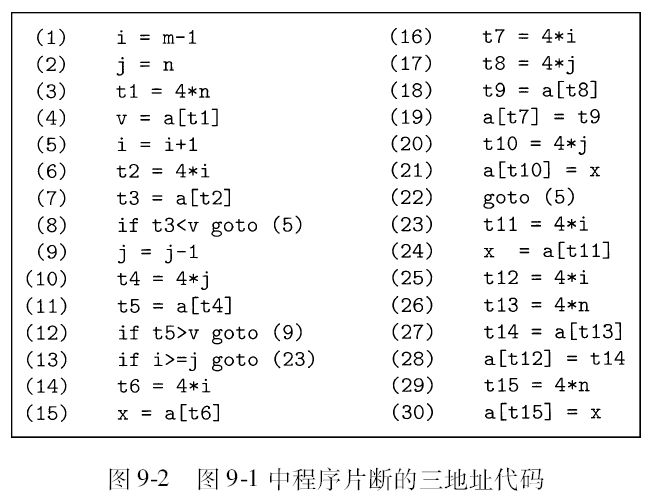 (1) i = m-1
(2) j = n
(3) t1 = 4*n
(4) v = a[t1]
(5) i = i+1
(6) t2 = 4*i
(7) t3 = a[t2]
(8) if t3<v goto (5)
(9) j = j-1
(10) t4 = 4*j
(11) t5 = a[t4]
(12) if t5>v goto (9)
(13) if i>=j goto (23)
(14) t6 = 4*i
(15) x = a[t6]
(16) t7 = 4*i
(17) t8 = 4*j
(18) t9 = a[t8]
(19) a[t7] = t9
(20) t10 = 4*j
(21) a[t10] = x
(22) goto (5)
(23) t11 = 4*i
(24) x = a[t11]
(25) t12 = 4*i
(26) t13 = 4*n
(27) t14 = a[t13]
(28) a[t12] = t14
(29) t15 = 4*n
(30) a[t15] = x
图 9-2 图 9-1 中程序片断的三地址代码